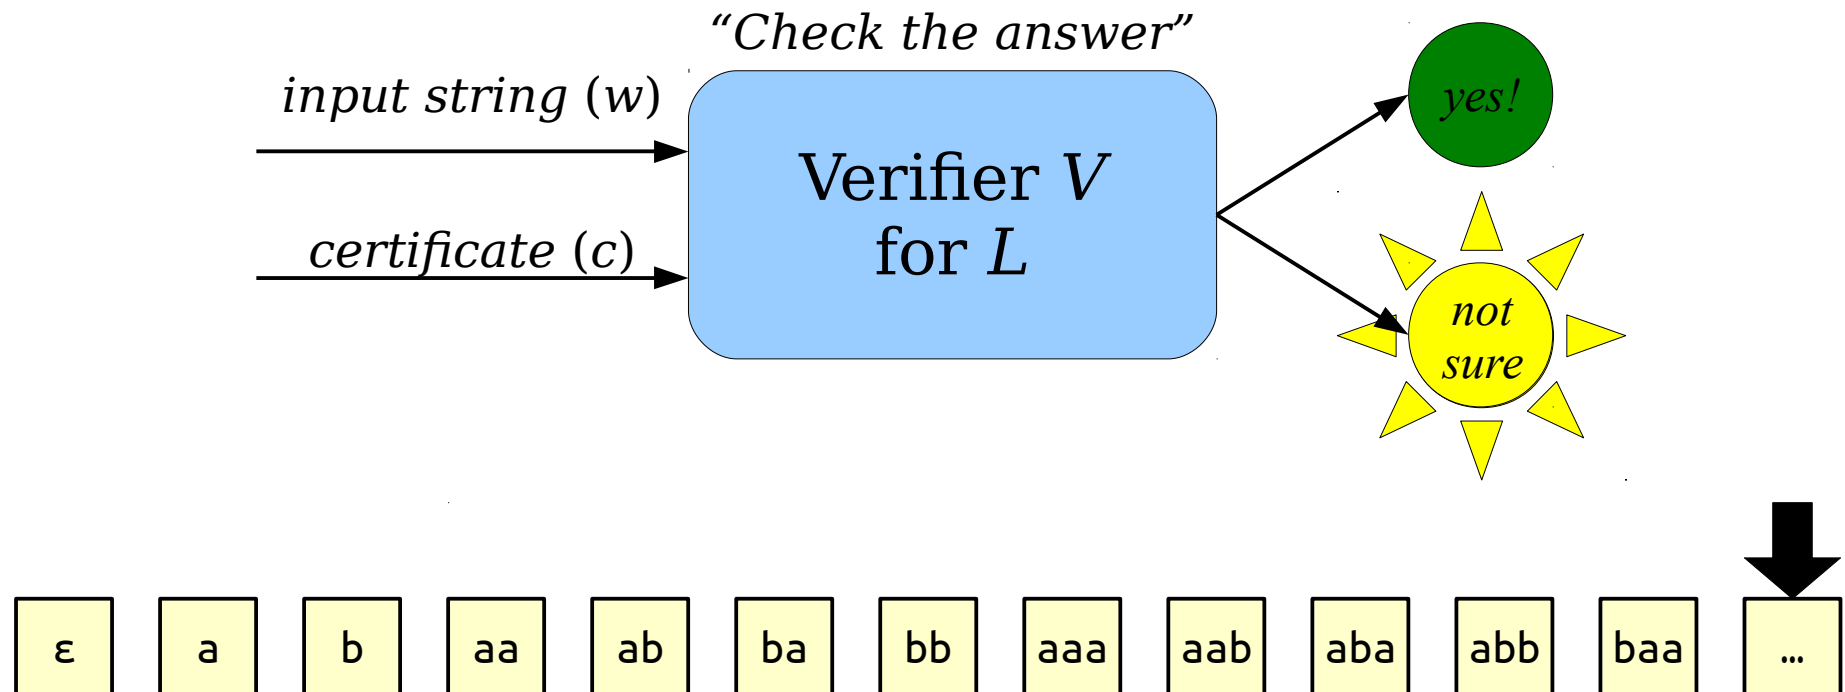 “Check the answer”
input string (w)
yes!
Verifier V
for L
certificate (c)
not
sure
ε a b aa ab ba bb aaa aab aba abb baa …